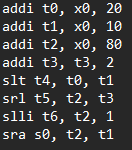 addi t0, x0, 20
addi t1, x0, 10
addi t2, x0, 80
addi t3, t3, 2
slt t4, t0, t1
srl t5, t2, t3
slli t6, t2, 1
sra s0, t2, t1